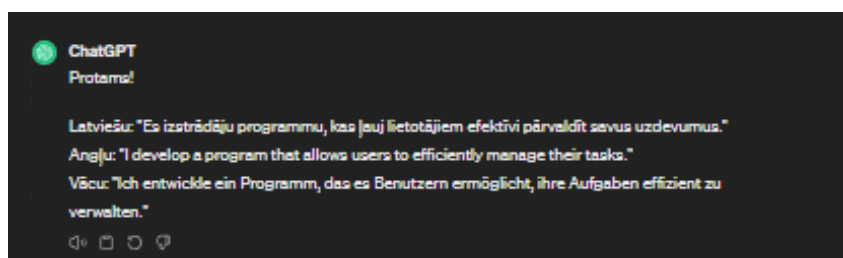 ChatGPT
Protams!
Latviešu: "Es izstrādāju programmu, kas ļauj lietotājiem efektīvi pārvaldīt savus uzdevumus."
Angļu: "I develop a program that allows users to efficiently manage their tasks."
Vācu: "Ich entwickle ein Programm, das es Benutzern ermöglicht, ihre Aufgaben effizient zu
verwalten."